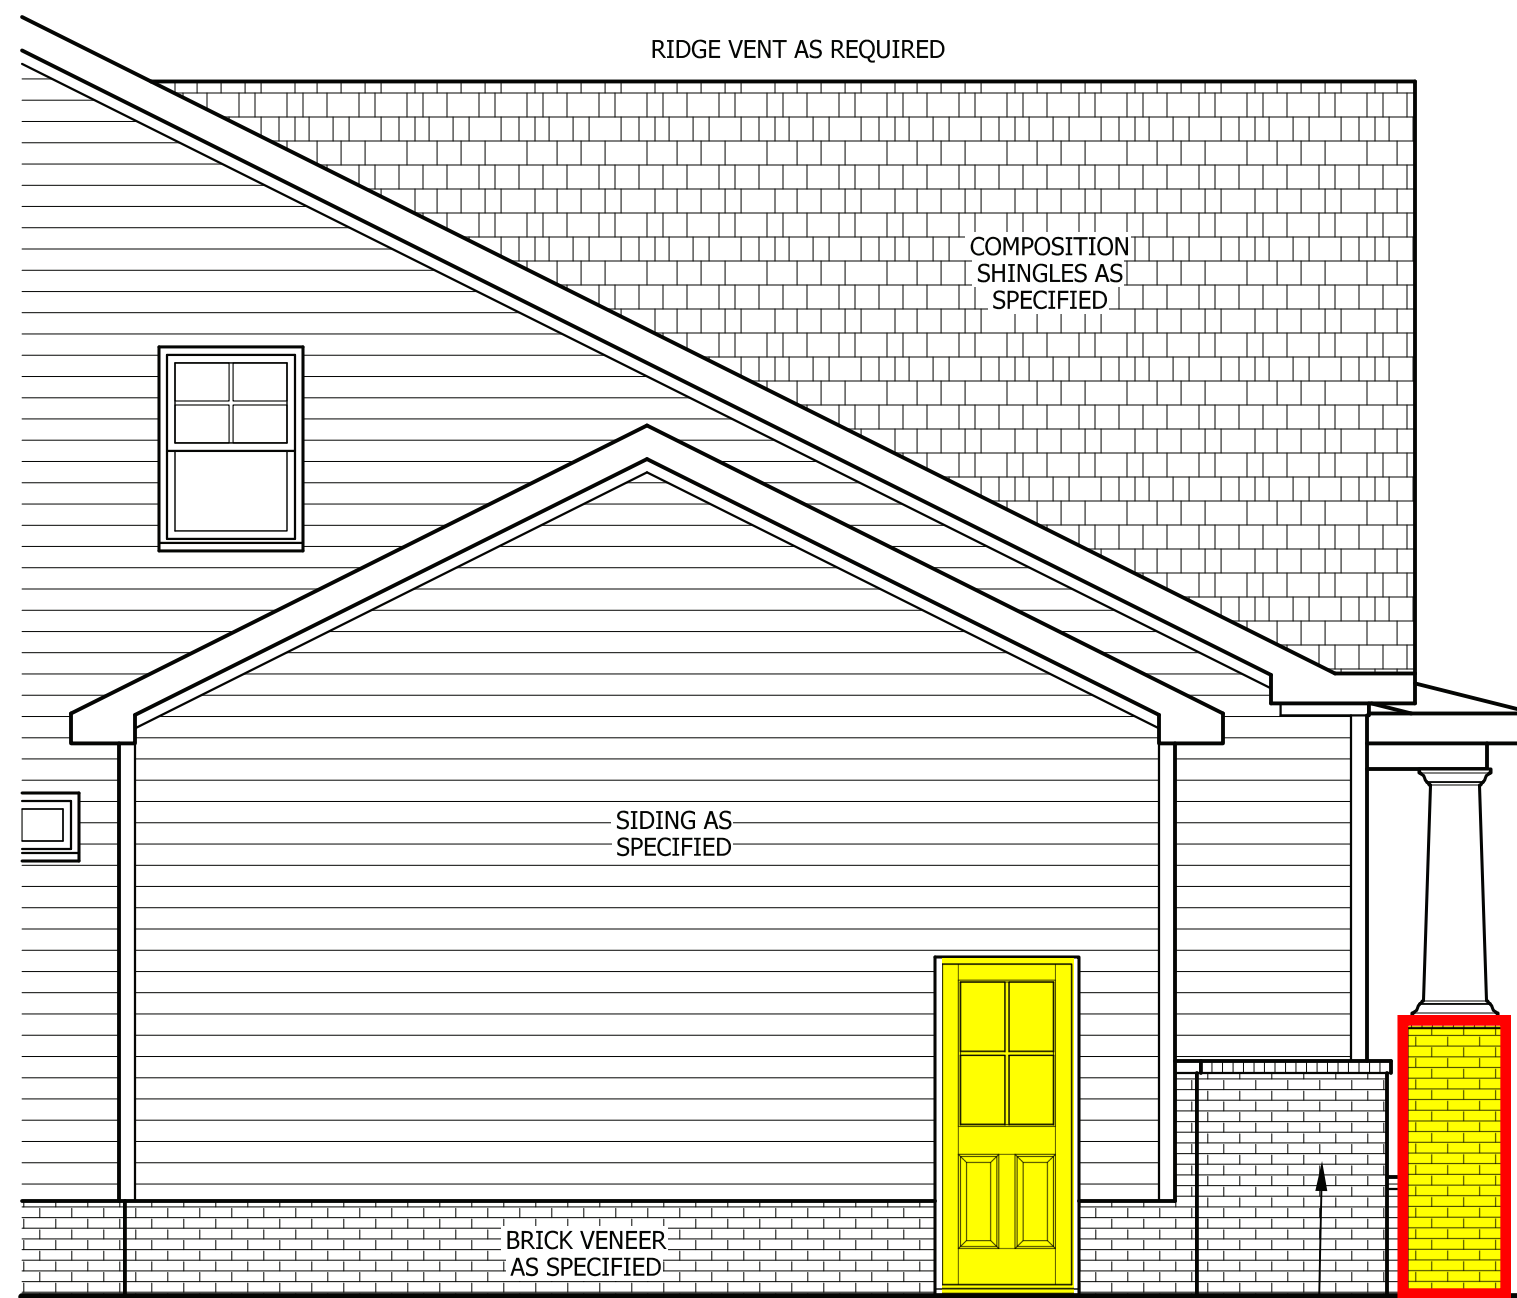 RIDGE VENT AS REQUIRED
COMPOSITION
SHINGLES AS
SPECIFIED
SIDING AS
SPECIFIED
BRICK VENEER
AS SPECIFIED